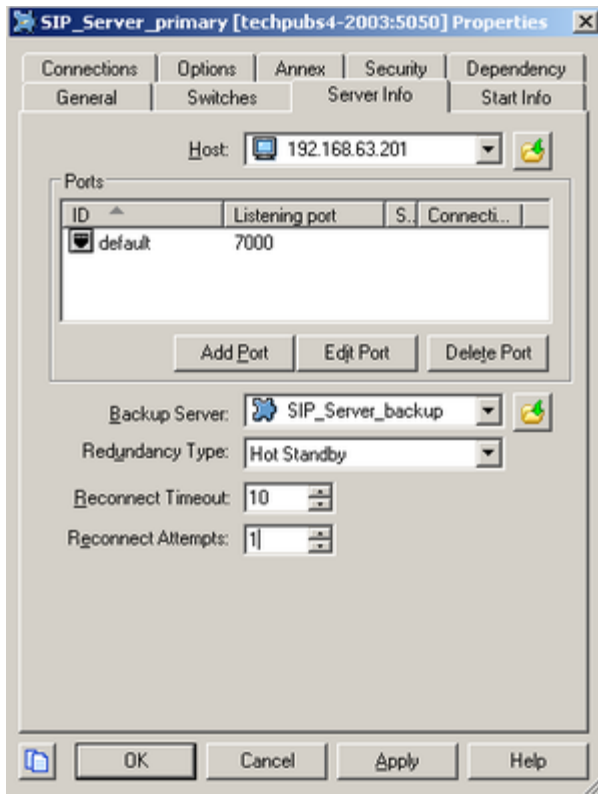 SIP_Server_primary [techpubs4-2003:5050] Properties
Connections Options Annex Security Dependency
General Switches Server Info Start Info
Host: 192.168.63.201
Ports
ID Listening port S.. Connecti...
default 7000
Add Port Edit Port Delete Port
Backup Server: SIP_Server_backup
Redundancy Type: Hot Standby
Reconnect Timeout: 10
Reconnect Attempts: 1
OK Cancel Apply Help